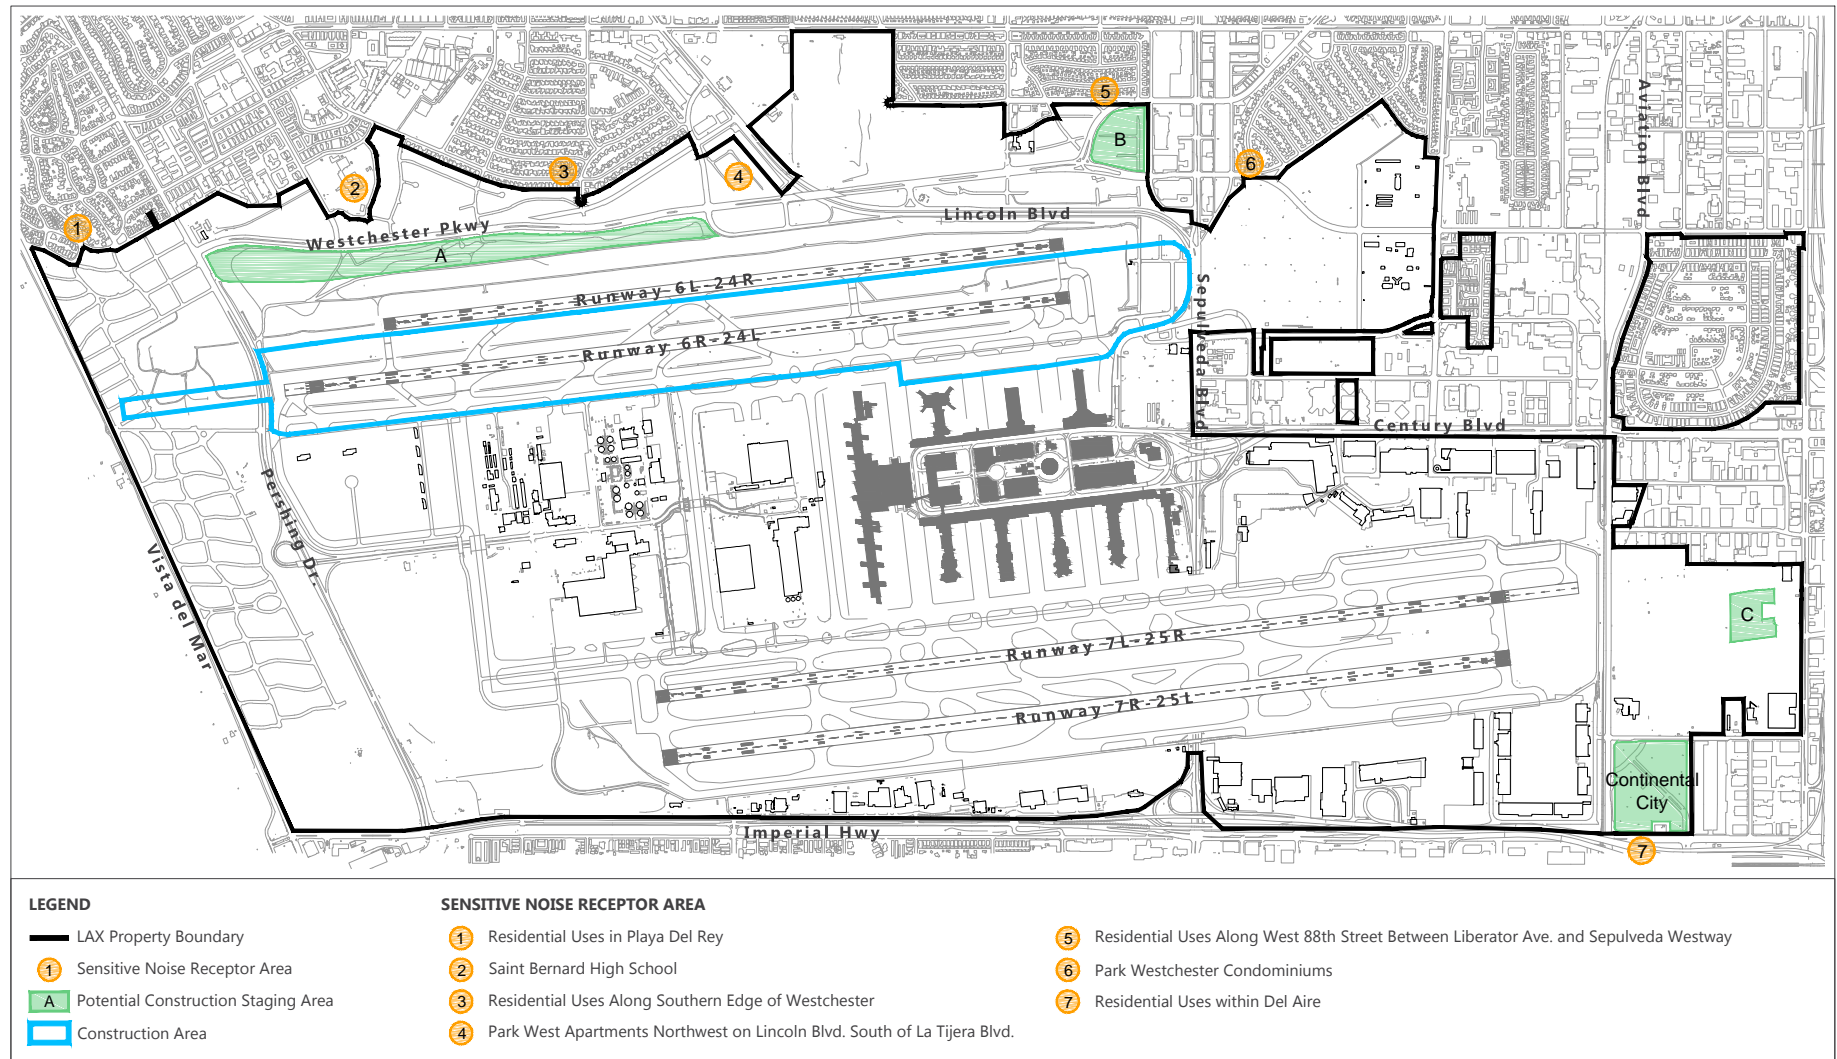 5
B
6
3
4
2
1
Aviation Blvd
Lincoln Blvd
Westchester Pkwy
A
Runway 6L-24R
Runway 6R-24L
Sepulveda Blvd
Century Blvd
Pershing Dr.
Vista del Mar
C
Runway 7L-25R
Runway 7R-25L
Continental
City
Imperial Hwy
7
LEGEND
LAX Property Boundary
1 Sensitive Noise Receptor Area
A Potential Construction Staging Area
Construction Area
SENSITIVE NOISE RECEPTOR AREA
1 Residential Uses in Playa Del Rey
2 Saint Bernard High School
3 Residential Uses Along Southern Edge of Westchester
4 Park West Apartments Northwest on Lincoln Blvd. South of La Tijera Blvd.
5 Residential Uses Along West 88th Street Between Liberator Ave. and Sepulveda Westway
6 Park Westchester Condominiums
7 Residential Uses within Del Aire